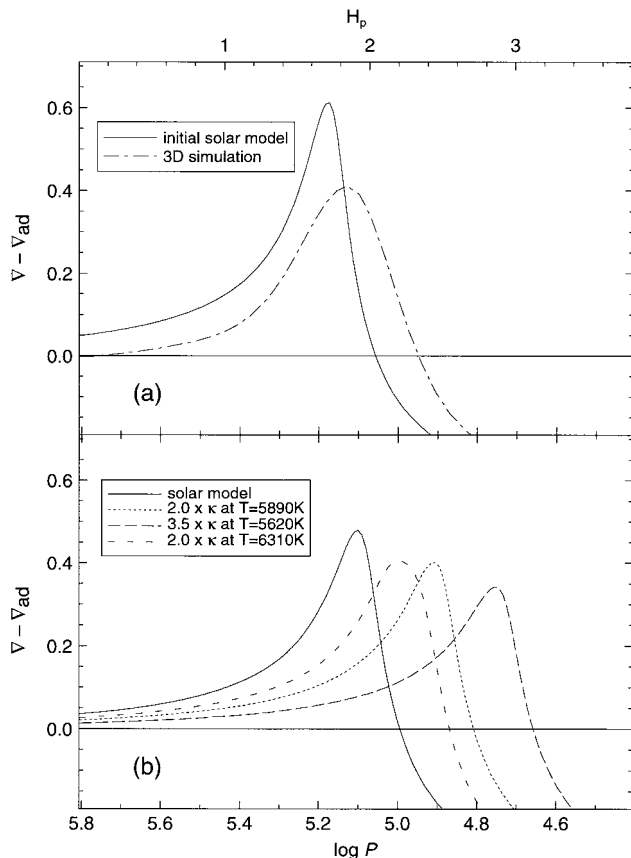 H_p
1 2 3
0.6
initial solar model
3D simulation
0.4
∇ − ∇ad
0.2
0.0
(a)
solar model
0.6
2.0 x κ at T=5890K
3.5 x κ at T=5620K
2.0 x κ at T=6310K
0.4
∇ − ∇ad
0.2
0.0
(b)
5.8 5.6 5.4 5.2 5.0 4.8 4.6
log P